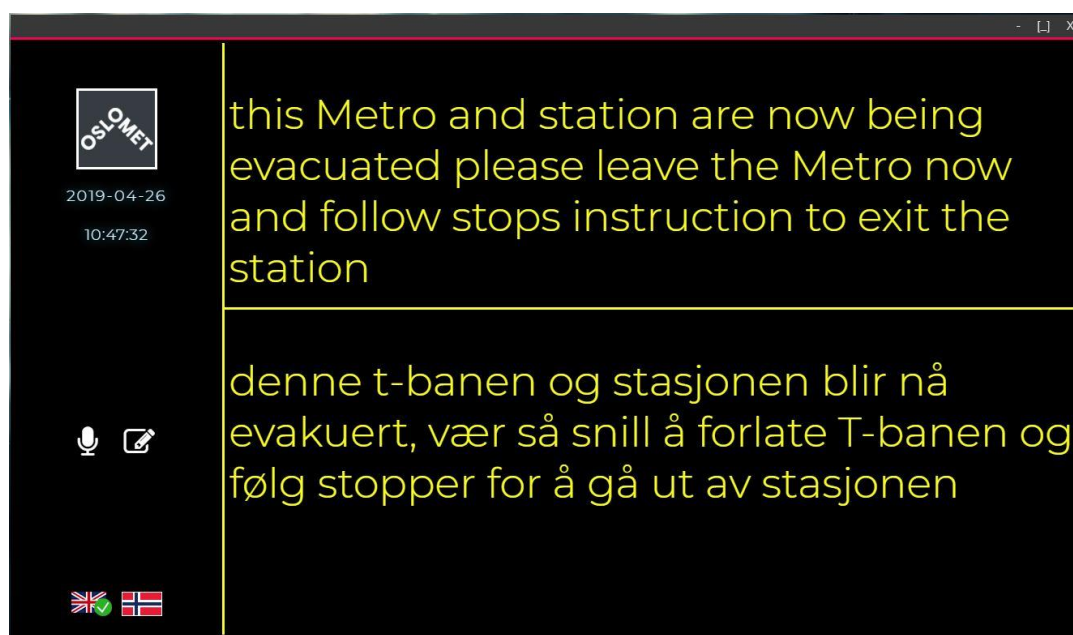 - [_] X
OSLOMET
2019-04-26
10:47:32
this Metro and station are now being
evacuated please leave the Metro now
and follow stops instruction to exit the
station
denne t-banen og stasjonen blir nå
evakuert, vær så snill å forlate T-banen og
følg stopper for å gå ut av stasjonen